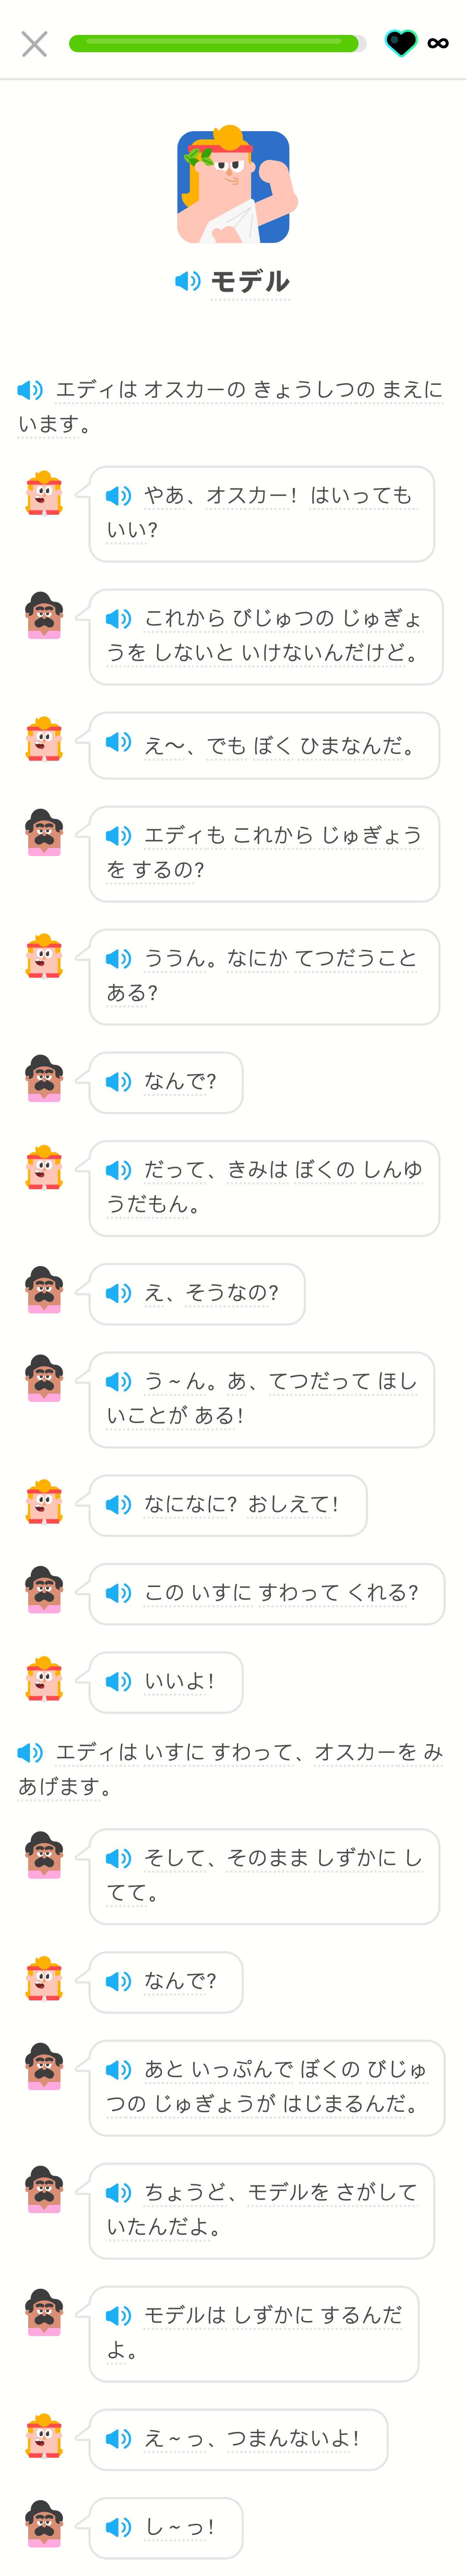 モデル
エディは オスカーの きょうしつの まえに
います。
やあ、オスカー! はいっても
いい?
これから びじゅつの じゅぎょ
うを しないと いけないんだけど。
え〜、でも ぼく ひまなんだ。
エディも これから じゅぎょう
を するの?
ううん。なにか てつだうこと
ある?
なんで?
だって、きみは ぼくの しんゆ
うだもん。
え、そうなの?
う~ん。あ、てつだって ほし
いことが ある!
なになに? おしえて!
この いすに すわって くれる?
いいよ!
エディは いすに すわって、オスカーを み
あげます。
そして、そのまま しずかに し
てて。
なんで?
あと いっぷんで ぼくの びじゅ
つの じゅぎょうが はじまるんだ。
ちょうど、モデルを さがして
いたんだよ。
モデルは しずかに するんだ
よ。
え~っ、つまんないよ!
し~っ!